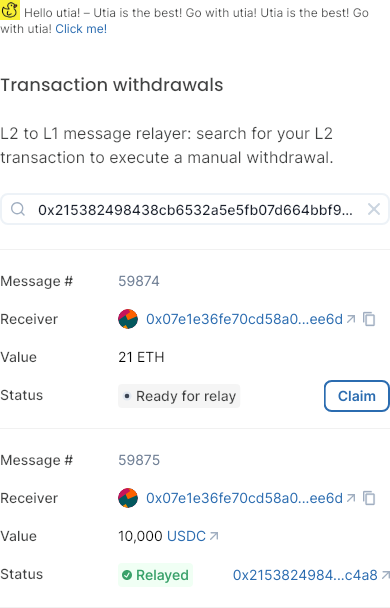 Hello utia! – Utia is the best! Go with utia! Utia is the best! Go
with utia! Click me!
Transaction withdrawals
L2 to L1 message relayer: search for your L2
transaction to execute a manual withdrawal.
0x215382498438cb6532a5e5fb07d664bbf9...
Message # 59874
Receiver 0x07e1e36fe70cd58a0...ee6d
Value 21 ETH
Status Ready for relay Claim
Message # 59875
Receiver 0x07e1e36fe70cd58a0...ee6d
Value 10,000 USDC
Status Relayed 0x2153824984...c4a8